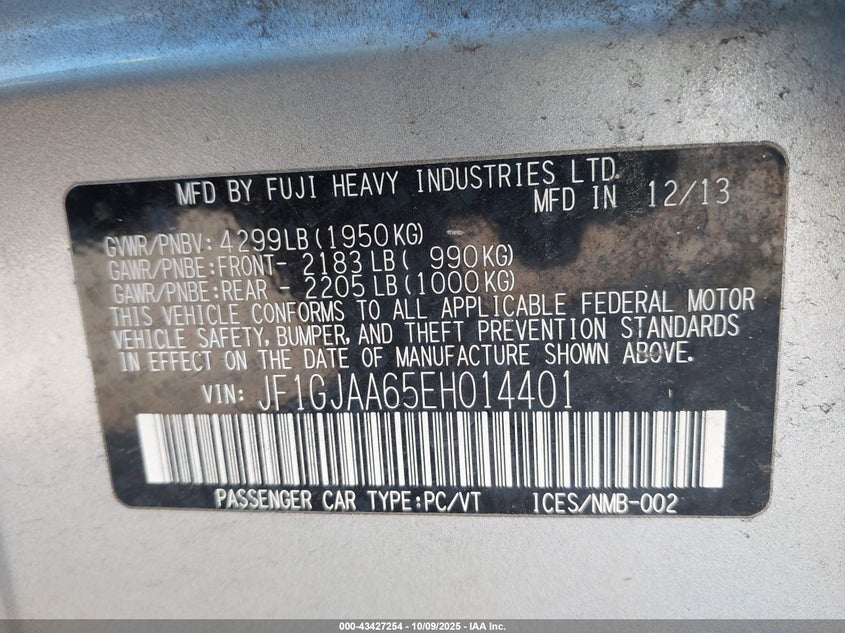 MFD BY FUJI HEAVY INDUSTRIES LTD.
MFD IN 12/13
GVWR/PNBV: 4299LB(1950KG)
GAWR/PNBE:FRONT- 2183 LB( 990KG)
GAWR/PNBE:REAR - 2205 LB(1000KG)
THIS VEHICLE CONFORMS TO ALL APPLICABLE FEDERAL MOTOR
VEHICLE SAFETY, BUMPER, AND THEFT PREVENTION STANDARDS
IN EFFECT ON THE DATE OF MANUFACTURE SHOWN ABOVE.
VIN: JF1GJAA65EH014401
PASSENGER CAR TYPE:PC/VT ICES/NMB-002
000-43427254 - 10/09/2025 - IAA Inc.